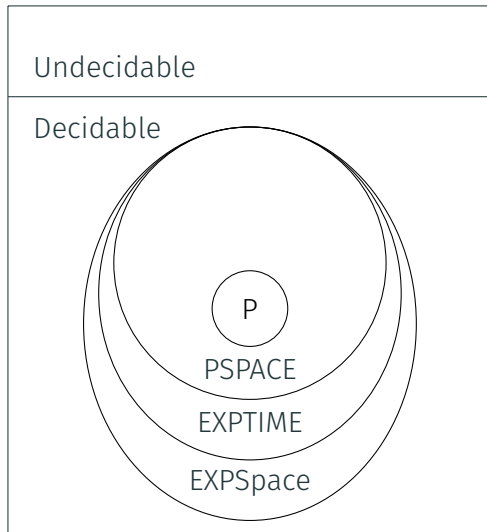 Undecidable
Decidable
P
PSPACE
EXPTIME
EXPSpace